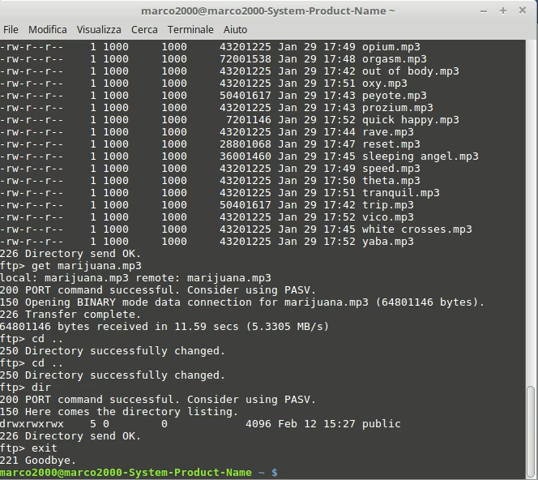 marco2000@marco2000-System-Product-Name ~
File Modifica Visualizza Cerca Terminale Aiuto
-rw-r--r-- 1 1000 1000 43201225 Jan 29 17:49 opium.mp3
-rw-r--r-- 1 1000 1000 72001538 Jan 29 17:48 orgasm.mp3
-rw-r--r-- 1 1000 1000 43201225 Jan 29 17:42 out of body.mp3
-rw-r--r-- 1 1000 1000 43201225 Jan 29 17:51 oxy.mp3
-rw-r--r-- 1 1000 1000 50401617 Jan 29 17:43 peyote.mp3
-rw-r--r-- 1 1000 1000 43201225 Jan 29 17:43 prozium.mp3
-rw-r--r-- 1 1000 1000 7201146 Jan 29 17:52 quick happy.mp3
-rw-r--r-- 1 1000 1000 43201225 Jan 29 17:44 rave.mp3
-rw-r--r-- 1 1000 1000 28801068 Jan 29 17:47 reset.mp3
-rw-r--r-- 1 1000 1000 36001460 Jan 29 17:45 sleeping angel.mp3
-rw-r--r-- 1 1000 1000 43201225 Jan 29 17:49 speed.mp3
-rw-r--r-- 1 1000 1000 43201225 Jan 29 17:50 theta.mp3
-rw-r--r-- 1 1000 1000 43201225 Jan 29 17:51 tranquil.mp3
-rw-r--r-- 1 1000 1000 50401617 Jan 29 17:42 trip.mp3
-rw-r--r-- 1 1000 1000 43201225 Jan 29 17:52 vico.mp3
-rw-r--r-- 1 1000 1000 43201225 Jan 29 17:45 white crosses.mp3
-rw-r--r-- 1 1000 1000 43201225 Jan 29 17:52 yaba.mp3
226 Directory send OK.
ftp> get marijuana.mp3
local: marijuana.mp3 remote: marijuana.mp3
200 PORT command successful. Consider using PASV.
150 Opening BINARY mode data connection for marijuana.mp3 (64801146 bytes).
226 Transfer complete.
64801146 bytes received in 11.59 secs (5.3305 MB/s)
ftp> cd ..
250 Directory successfully changed.
ftp> cd ..
250 Directory successfully changed.
ftp> dir
200 PORT command successful. Consider using PASV.
150 Here comes the directory listing.
drwxrwxrwx 5 0 0 4096 Feb 12 15:27 public
226 Directory send OK.
ftp> exit
221 Goodbye.
marco2000@marco2000-System-Product-Name ~ $